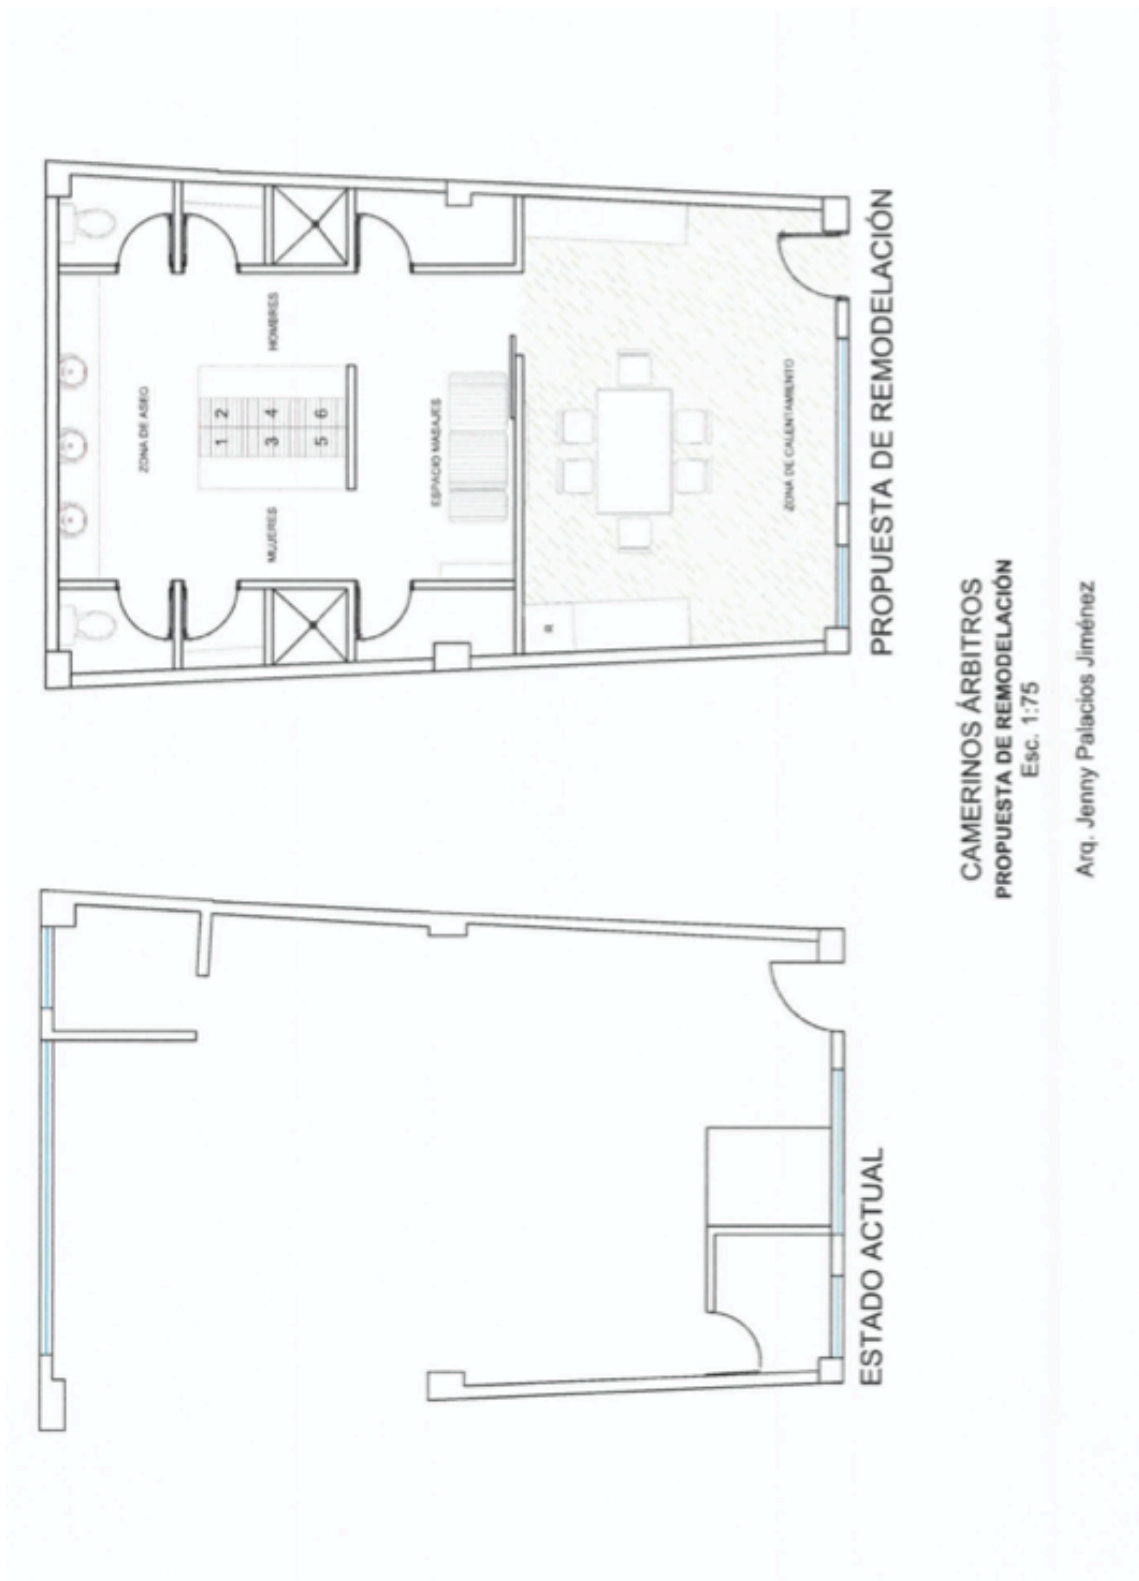 ESTADO ACTUAL
ZONA DE ASEO
MUJERES
HOMBRES
1 2
3 4
5 6
ESPACIO MASAJES
R
ZONA DE CALENTAMIENTO
PROPUESTA DE REMODELACIÓN
CAMERINOS ÁRBITROS
PROPUESTA DE REMODELACIÓN
Esc. 1:75
Arq. Jenny Palacios Jiménez